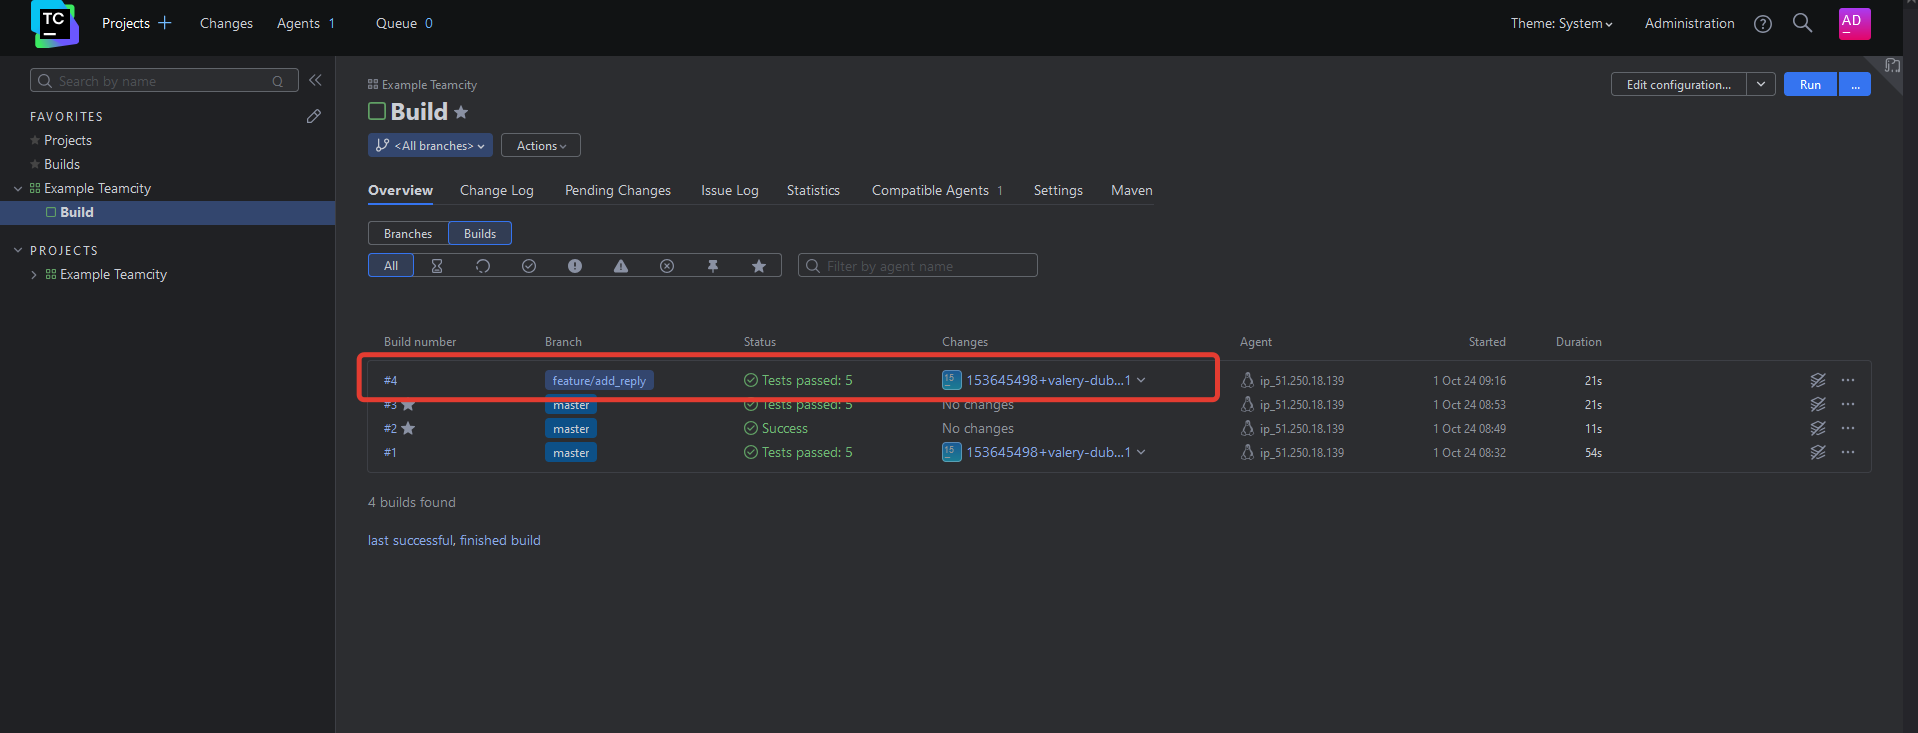 TC
Projects
Changes
Agents 1
Queue 0
Theme: System
Administration
?
AD
Search by name Q
FAVORITES
Projects
Builds
Example Teamcity
Build
PROJECTS
Example Teamcity
Example Teamcity
Build
Edit configuration...
Run
...
<All branches>
Actions
Overview
Change Log
Pending Changes
Issue Log
Statistics
Compatible Agents 1
Settings
Maven
Branches
Builds
All
Filter by agent name
Build number Branch Status Changes Agent Started Duration
#4 feature/add_reply Tests passed: 5 15 153645498+valery-dub...1 ip_51.250.18.139 1 Oct 24 09:16 21s
#3 master Tests passed: 5 No changes ip_51.250.18.139 1 Oct 24 08:53 21s
#2 master Success No changes ip_51.250.18.139 1 Oct 24 08:49 11s
#1 master Tests passed: 5 15 153645498+valery-dub...1 ip_51.250.18.139 1 Oct 24 08:32 54s
4 builds found
last successful, finished build